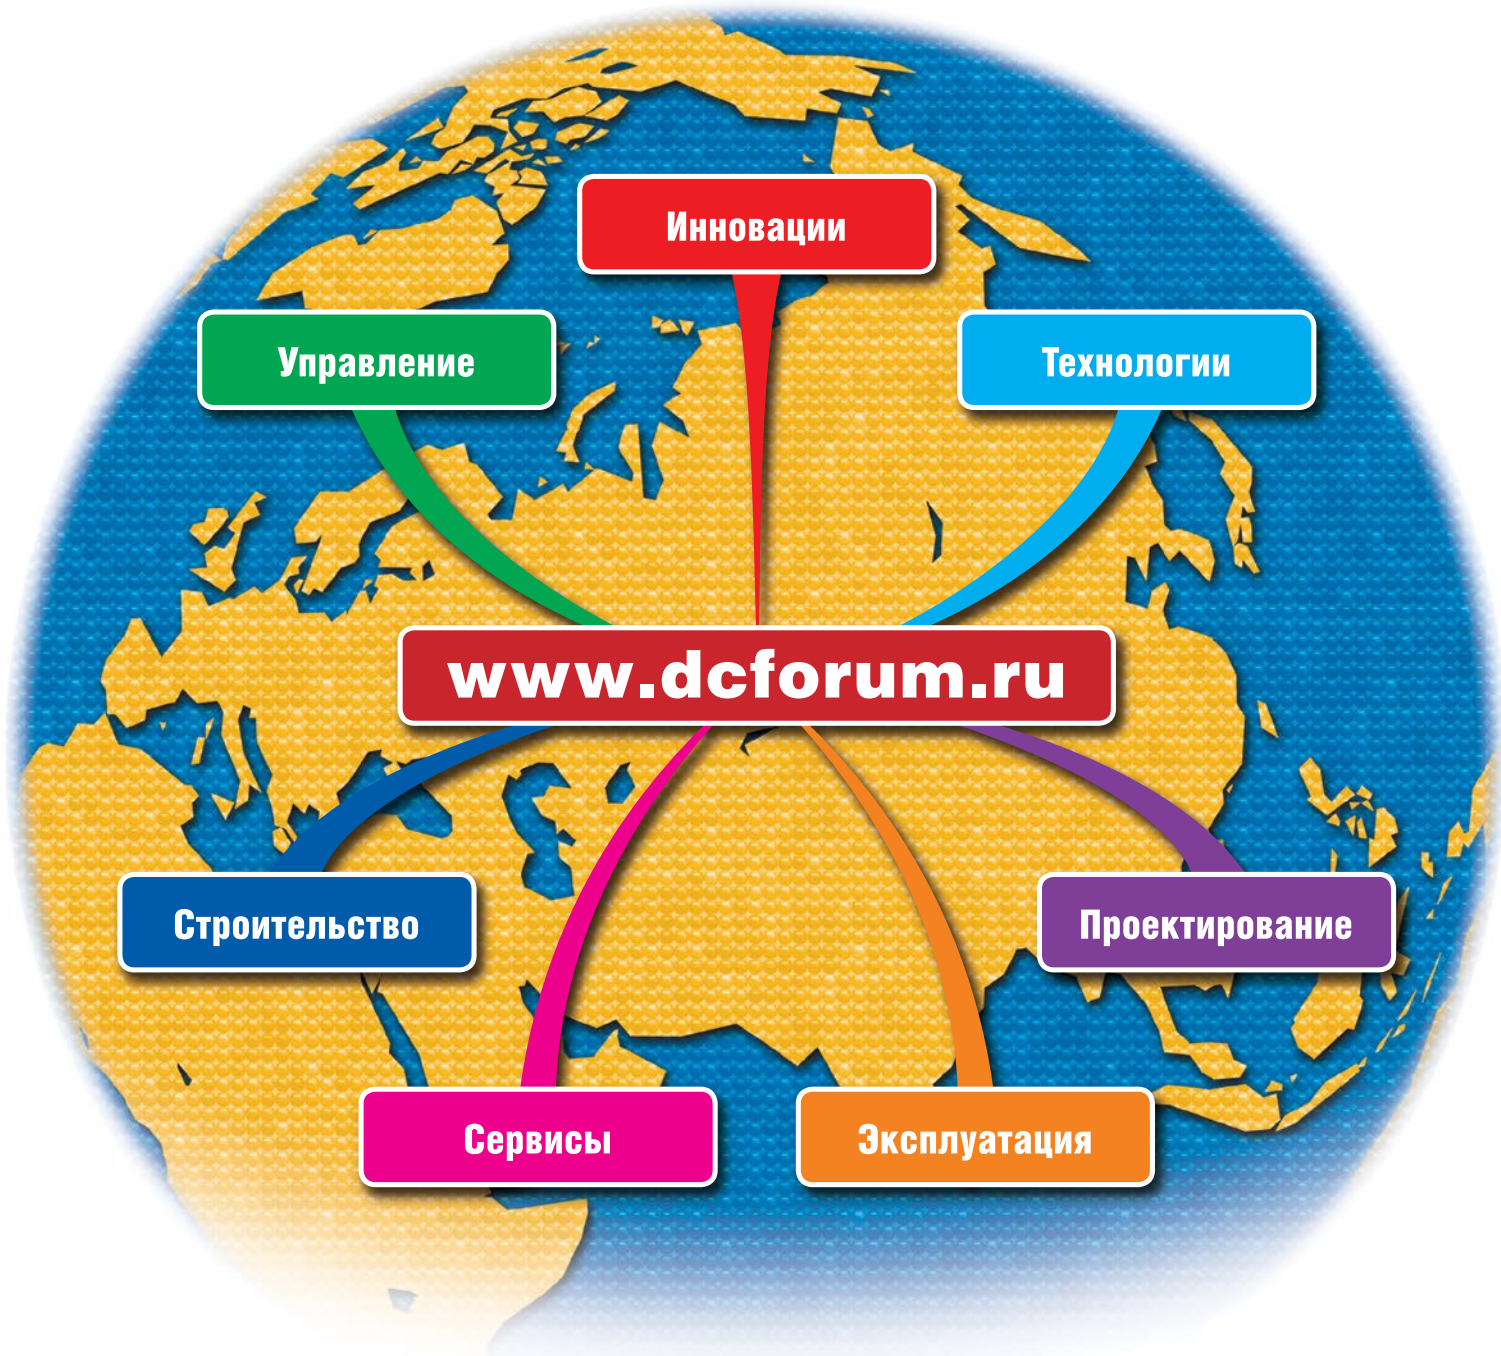 Инновации
Управление
Технологии
www.dcforum.ru
Строительство
Проектирование
Сервисы
Эксплуатация